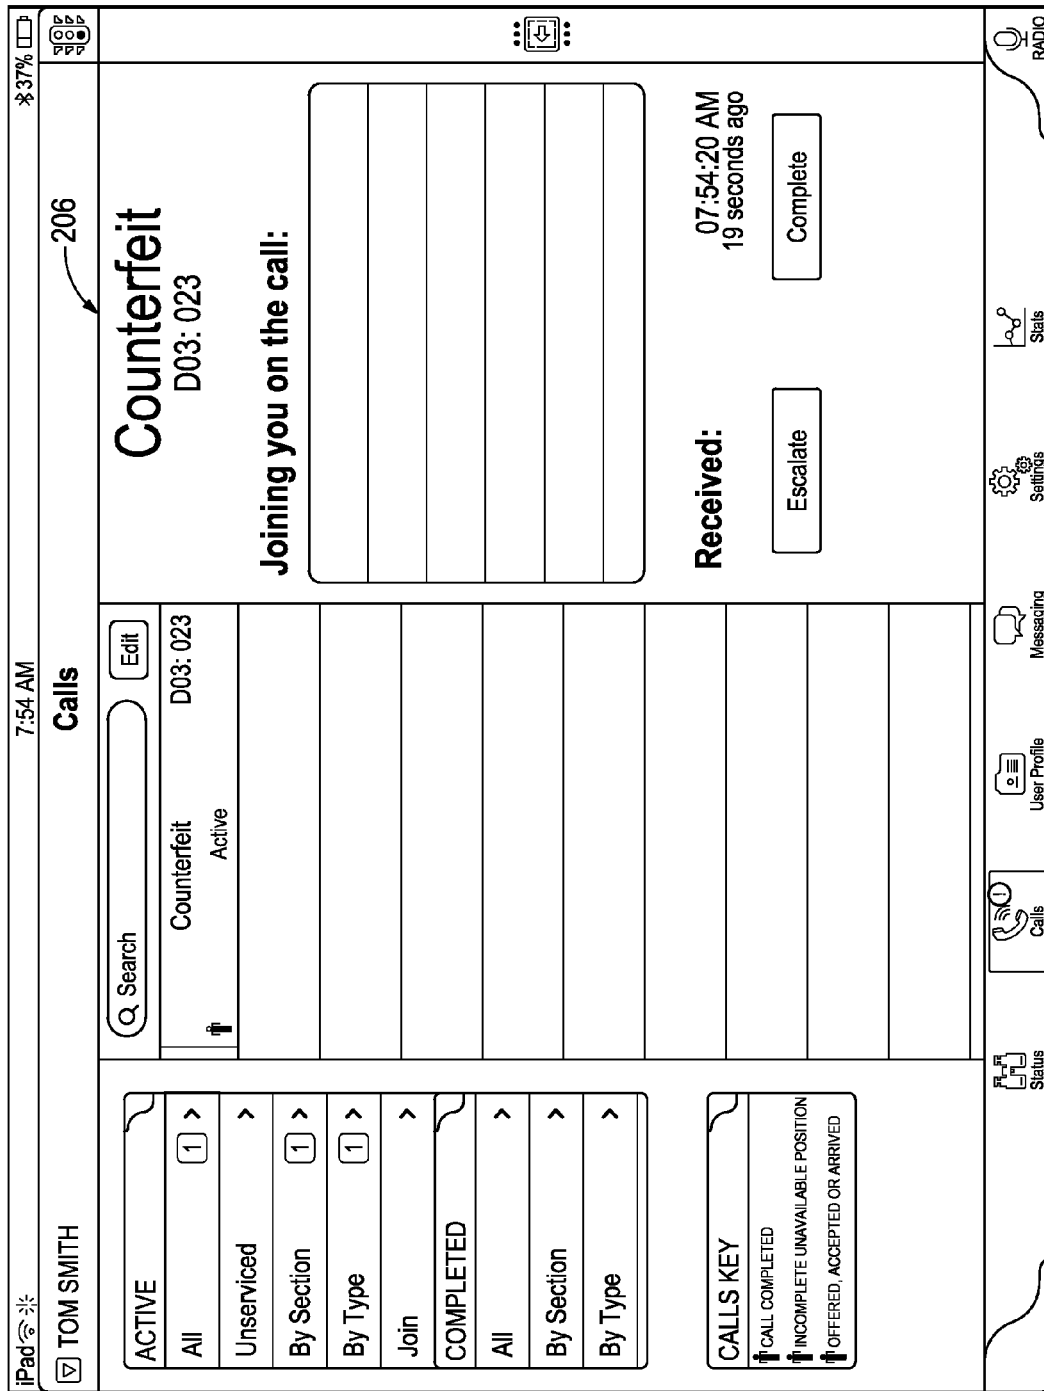 iPad 7:54 AM 37%
TOM SMITH Calls
206
ACTIVE
All 1 >
Unserviced >
By Section 1 >
By Type 1 >
Join >
COMPLETED
All >
By Section >
By Type >
CALLS KEY
CALL COMPLETED
INCOMPLETE UNAVAILABLE POSITION
OFFERED, ACCEPTED OR ARRIVED
Search Edit
Counterfeit D03: 023
Active
Counterfeit
D03: 023
Joining you on the call:
Received: 07:54:20 AM
19 seconds ago
Escalate Complete
Status Calls User Profile Messaging Settings Stats RADIO